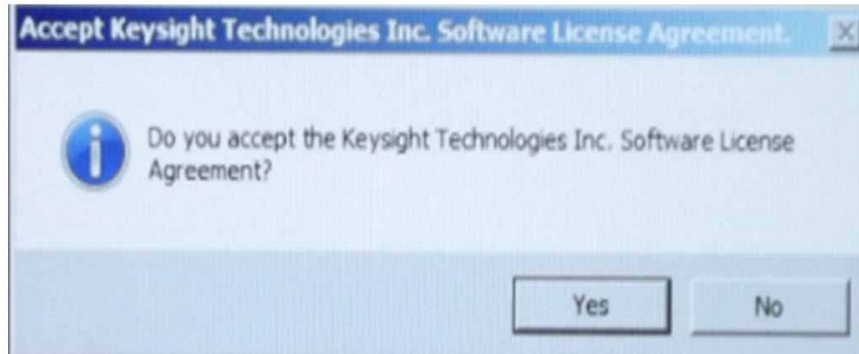 Accept Keysight Technologies Inc. Software License Agreement.
Do you accept the Keysight Technologies Inc. Software License
Agreement?
Yes
No